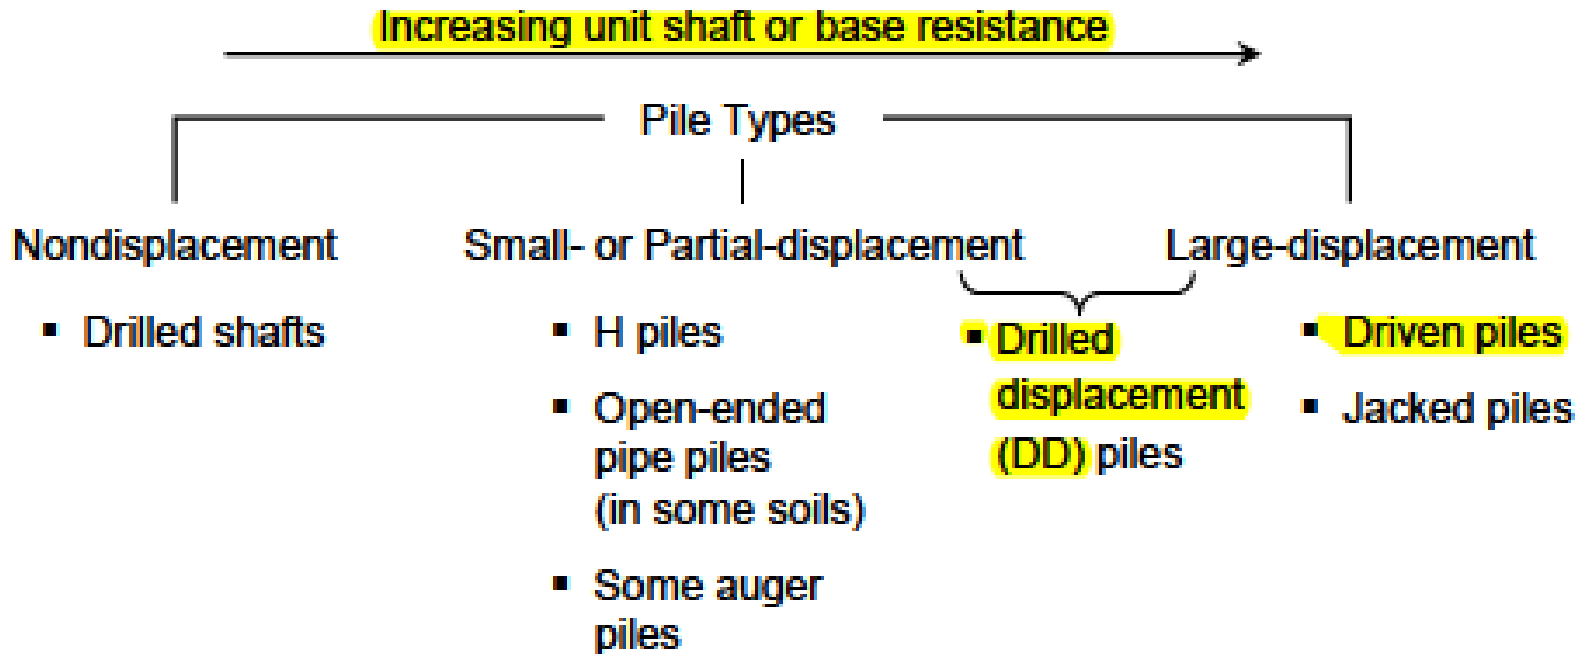 Increasing unit shaft or base resistance
Pile Types
Nondisplacement
▪ Drilled shafts
Small- or Partial-displacement
▪ H piles
▪ Open-ended
pipe piles
(in some soils)
▪ Some auger
piles
▪ Drilled
displacement
(DD) piles
Large-displacement
▪ Driven piles
▪ Jacked piles